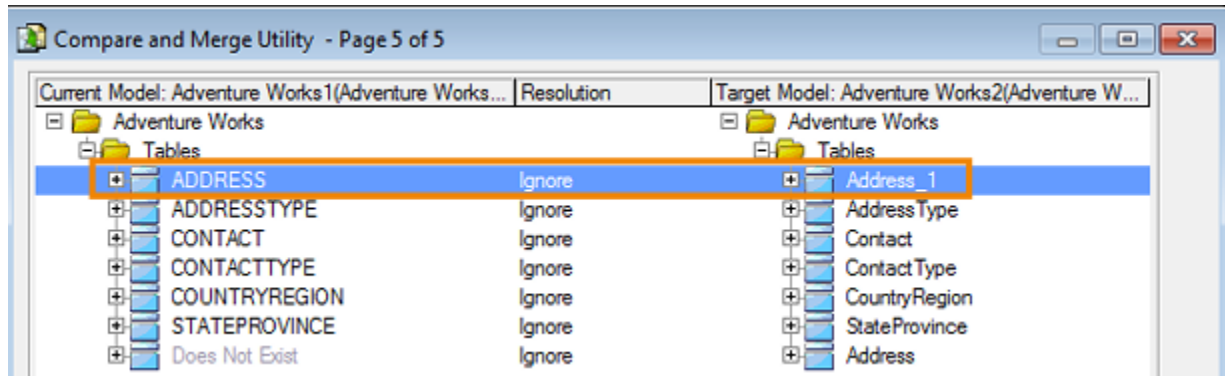 Compare and Merge Utility - Page 5 of 5
Current Model: Adventure Works1(Adventure Works... Resolution Target Model: Adventure Works2(Adventure W...
Adventure Works Adventure Works
Tables Tables
ADDRESS Ignore Address_1
ADDRESSTYPE Ignore AddressType
CONTACT Ignore Contact
CONTACTTYPE Ignore ContactType
COUNTRYREGION Ignore CountryRegion
STATEPROVINCE Ignore StateProvince
Does Not Exist Ignore Address